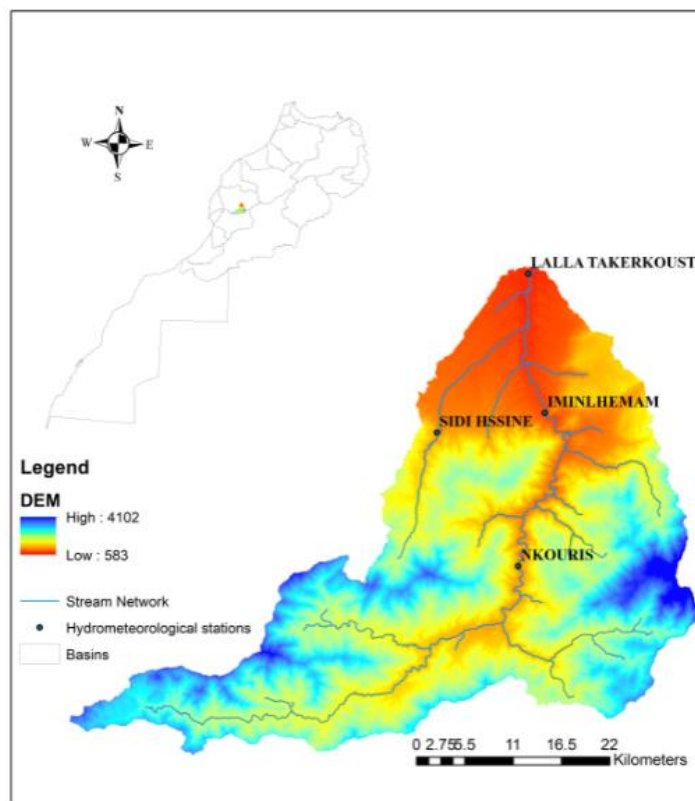 N
W E
S
LALLA TAKERKOUST
IMINLHEMAM
SIDI HSSINE
Legend
DEM
High : 4102
Low : 583
NKOURIS
Stream Network
Hydrometeorological stations
Basins
0 2.75 5.5 11 16.5 22
Kilometers